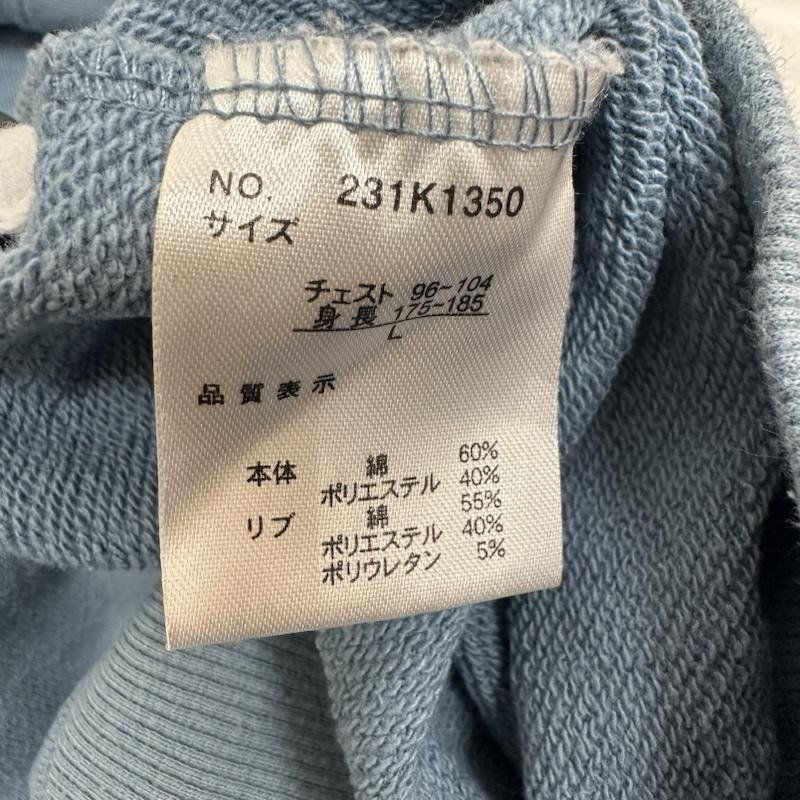 NO. 231K1350
サイズ
チェスト 96~104
身長 175~185
L
品質表示
本体 綿 60%
ポリエステル 40%
リブ 綿 55%
ポリエステル 40%
ポリウレタン 5%